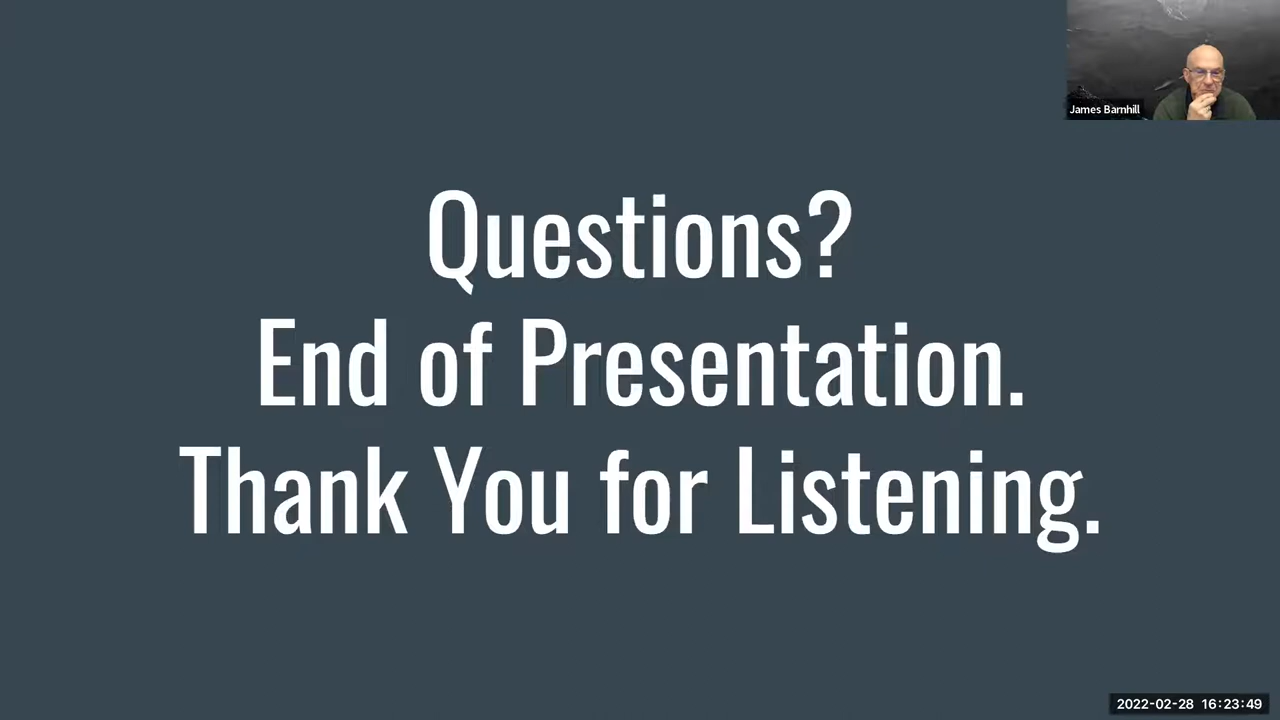 James Barnhill
Questions?
End of Presentation.
Thank You for Listening.
2022-02-28 16:23:49